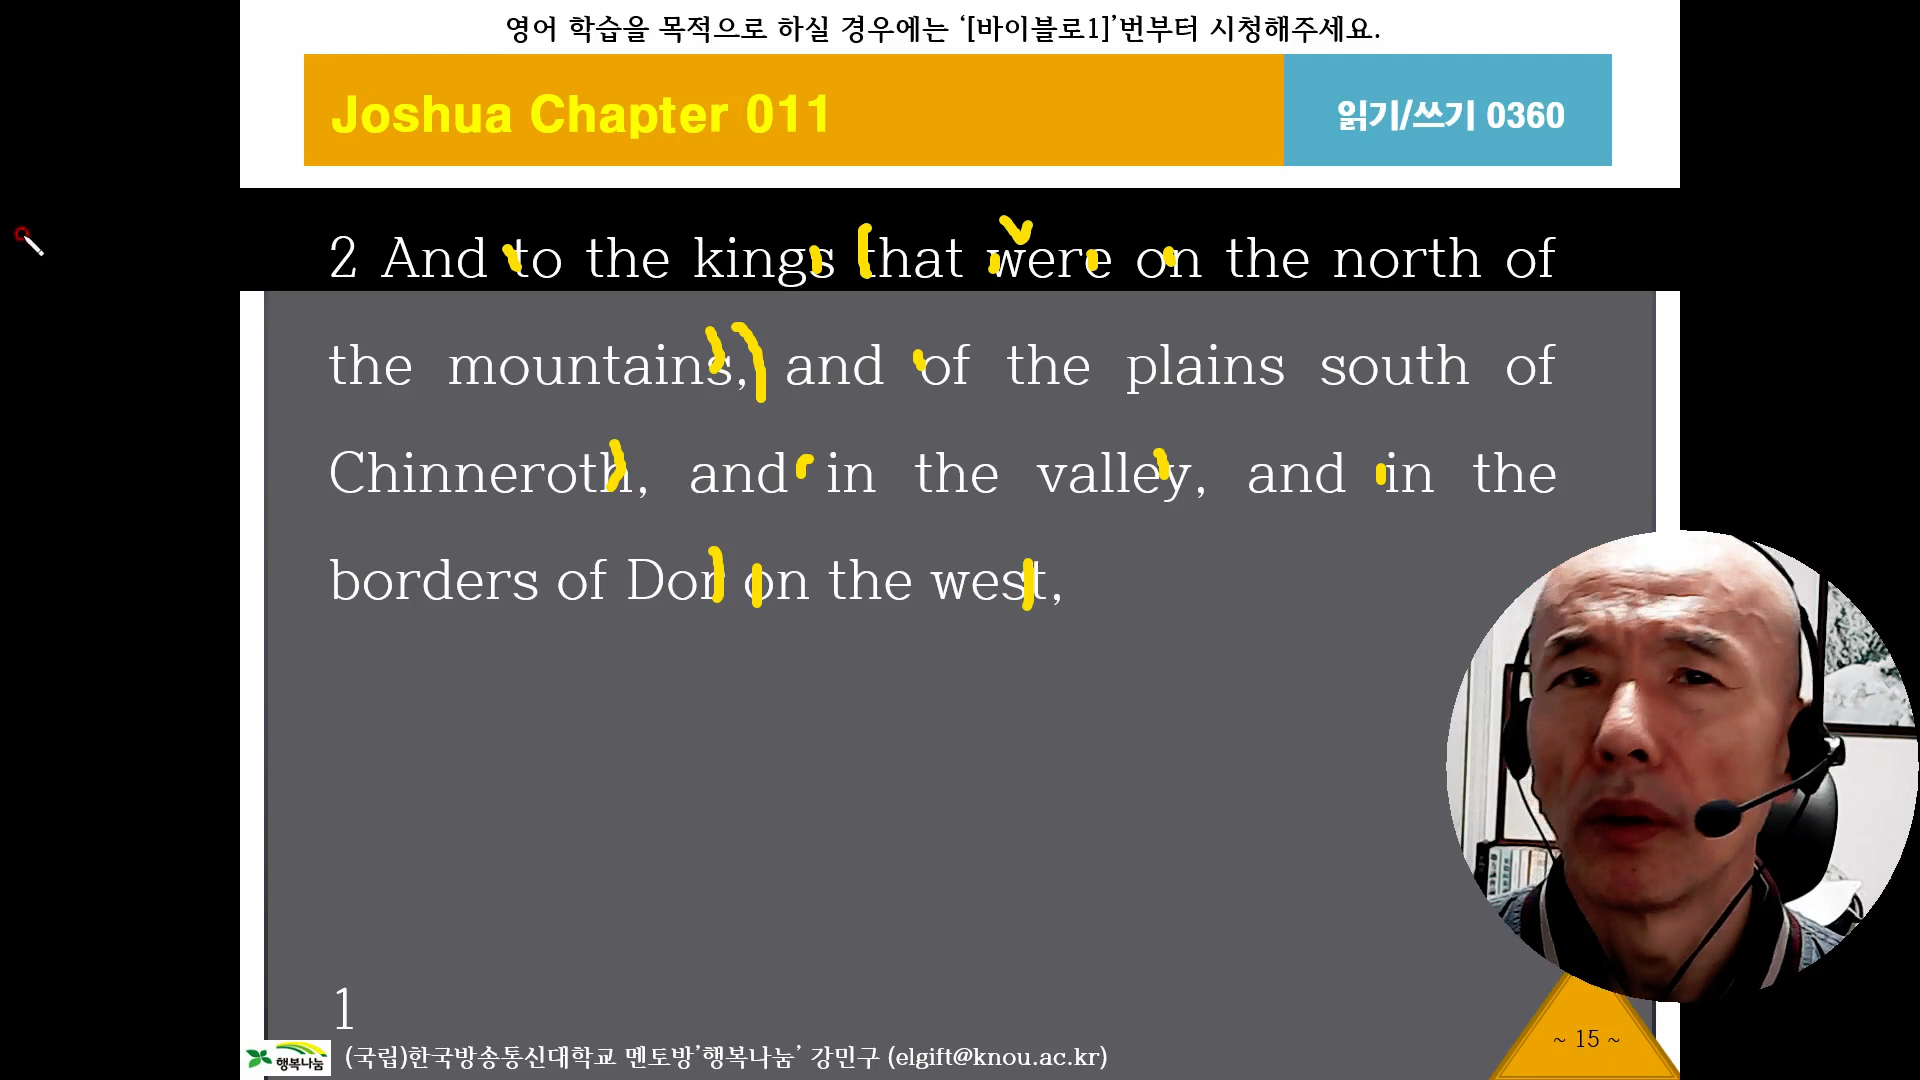 영어 학습을 목적으로 하실 경우에는 ‘[바이블로1]’번부터 시청해주세요.
Joshua Chapter 011
읽기/쓰기 0360
2 And to the kings that were on the north of
the mountains, and of the plains south of
Chinneroth, and in the valley, and in the
borders of Dor on the west,
1
행복나눔
(국립)한국방송통신대학교 멘토방’행복나눔’ 강민구 (elgift@knou.ac.kr)
~ 15 ~